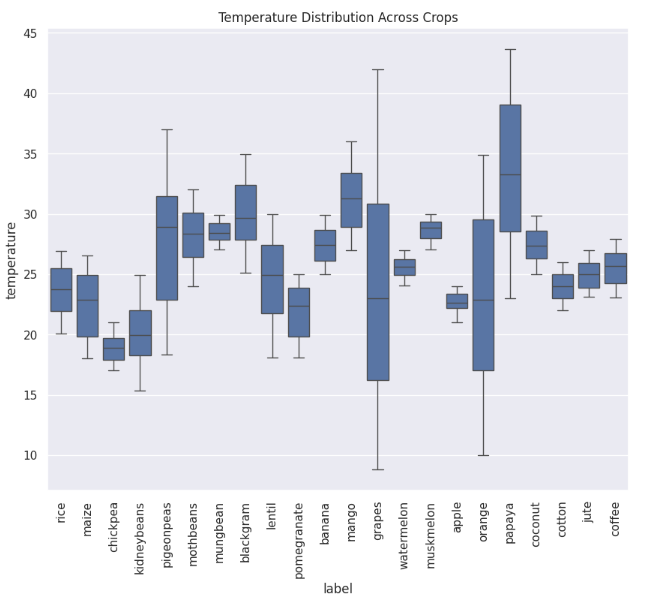 Temperature Distribution Across Crops
45
40
35
30
25
20
15
10
temperature
rice
maize
chickpea
kidneybeans
pigeonpeas
mothbeans
mungbean
blackgram
lentil
pomegranate
banana
mango
grapes
watermelon
muskmelon
apple
orange
papaya
coconut
cotton
jute
coffee
label